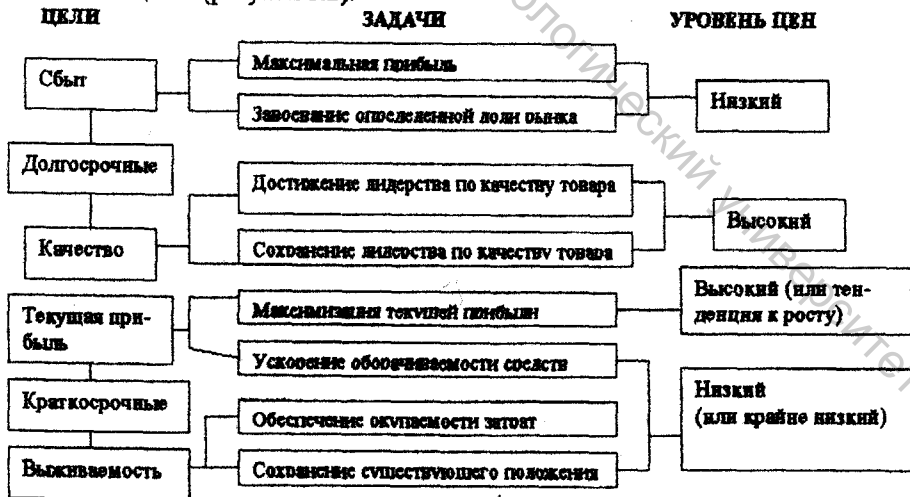 ЦЕЛИ
ЗАДАЧИ
УРОВЕНЬ ЦЕН
Сбыт
Максимальная прибыль
Завоевание определенной доли рынка
Низкий
Долгосрочные
Достижение лидерства по качеству товара
Высокий
Качество
Сохранение лидерства по качеству товара
Текущая при-
быль
Максимизация текущей прибыли
Высокий (или тен-
денция к росту)
Ускорение оборачиваемости средств
Краткосрочные
Обеспечение окупаемости затрат
Низкий
(или крайне низкий)
Выживаемость
Сохранение существующего положения